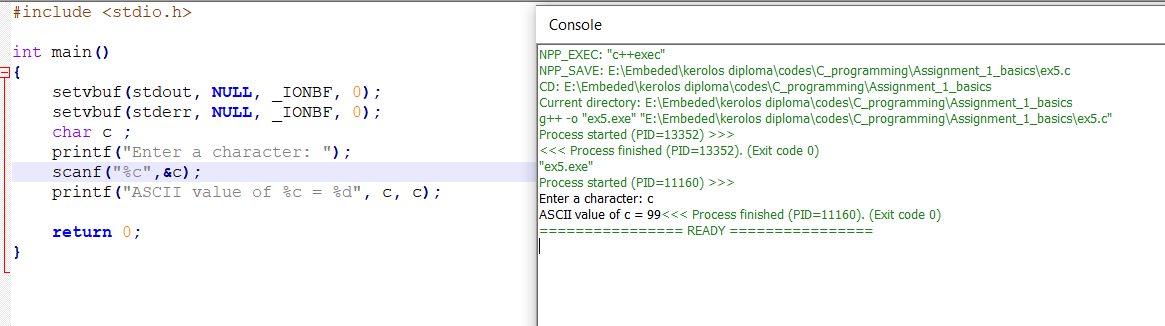 #include <stdio.h>
int main()
{
setvbuf(stdout, NULL, _IONBF, 0);
setvbuf(stderr, NULL, _IONBF, 0);
char c ;
printf("Enter a character: ");
scanf("%c",&c);
printf("ASCII value of %c = %d", c, c);
return 0;
}
Console
NPP_EXEC: "c++exec"
NPP_SAVE: E:\Embeded\kerolos diploma\codes\C_programming\Assignment_1_basics\ex5.c
CD: E:\Embeded\kerolos diploma\codes\C_programming\Assignment_1_basics
Current directory: E:\Embeded\kerolos diploma\codes\C_programming\Assignment_1_basics
g++ -o "ex5.exe" "E:\Embeded\kerolos diploma\codes\C_programming\Assignment_1_basics\ex5.c"
Process started (PID=13352) >>>
<<< Process finished (PID=13352). (Exit code 0)
"ex5.exe"
Process started (PID=11160) >>>
Enter a character: c
ASCII value of c = 99<<< Process finished (PID=11160). (Exit code 0)
================ READY ================